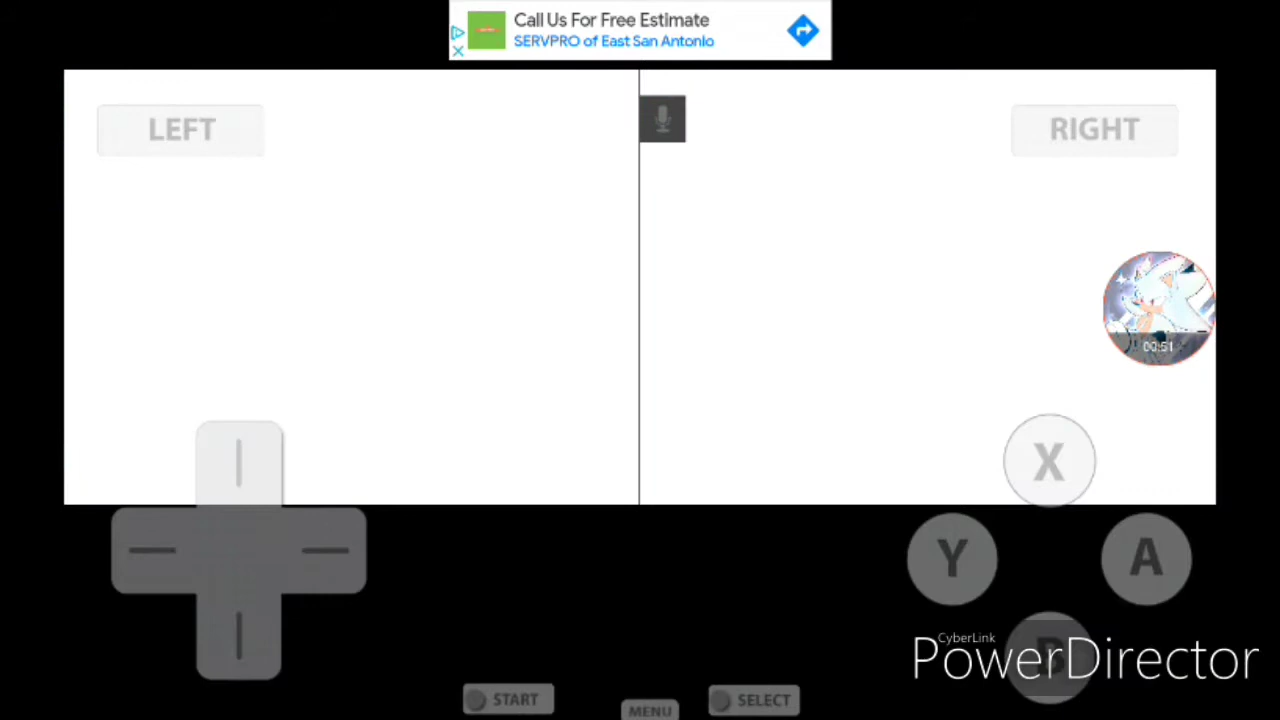 Call Us For Free Estimate
SERVPRO of East San Antonio
LEFT
RIGHT
00:51
X
Y
A
B
CyberLink
PowerDirector
START
SELECT
MENU